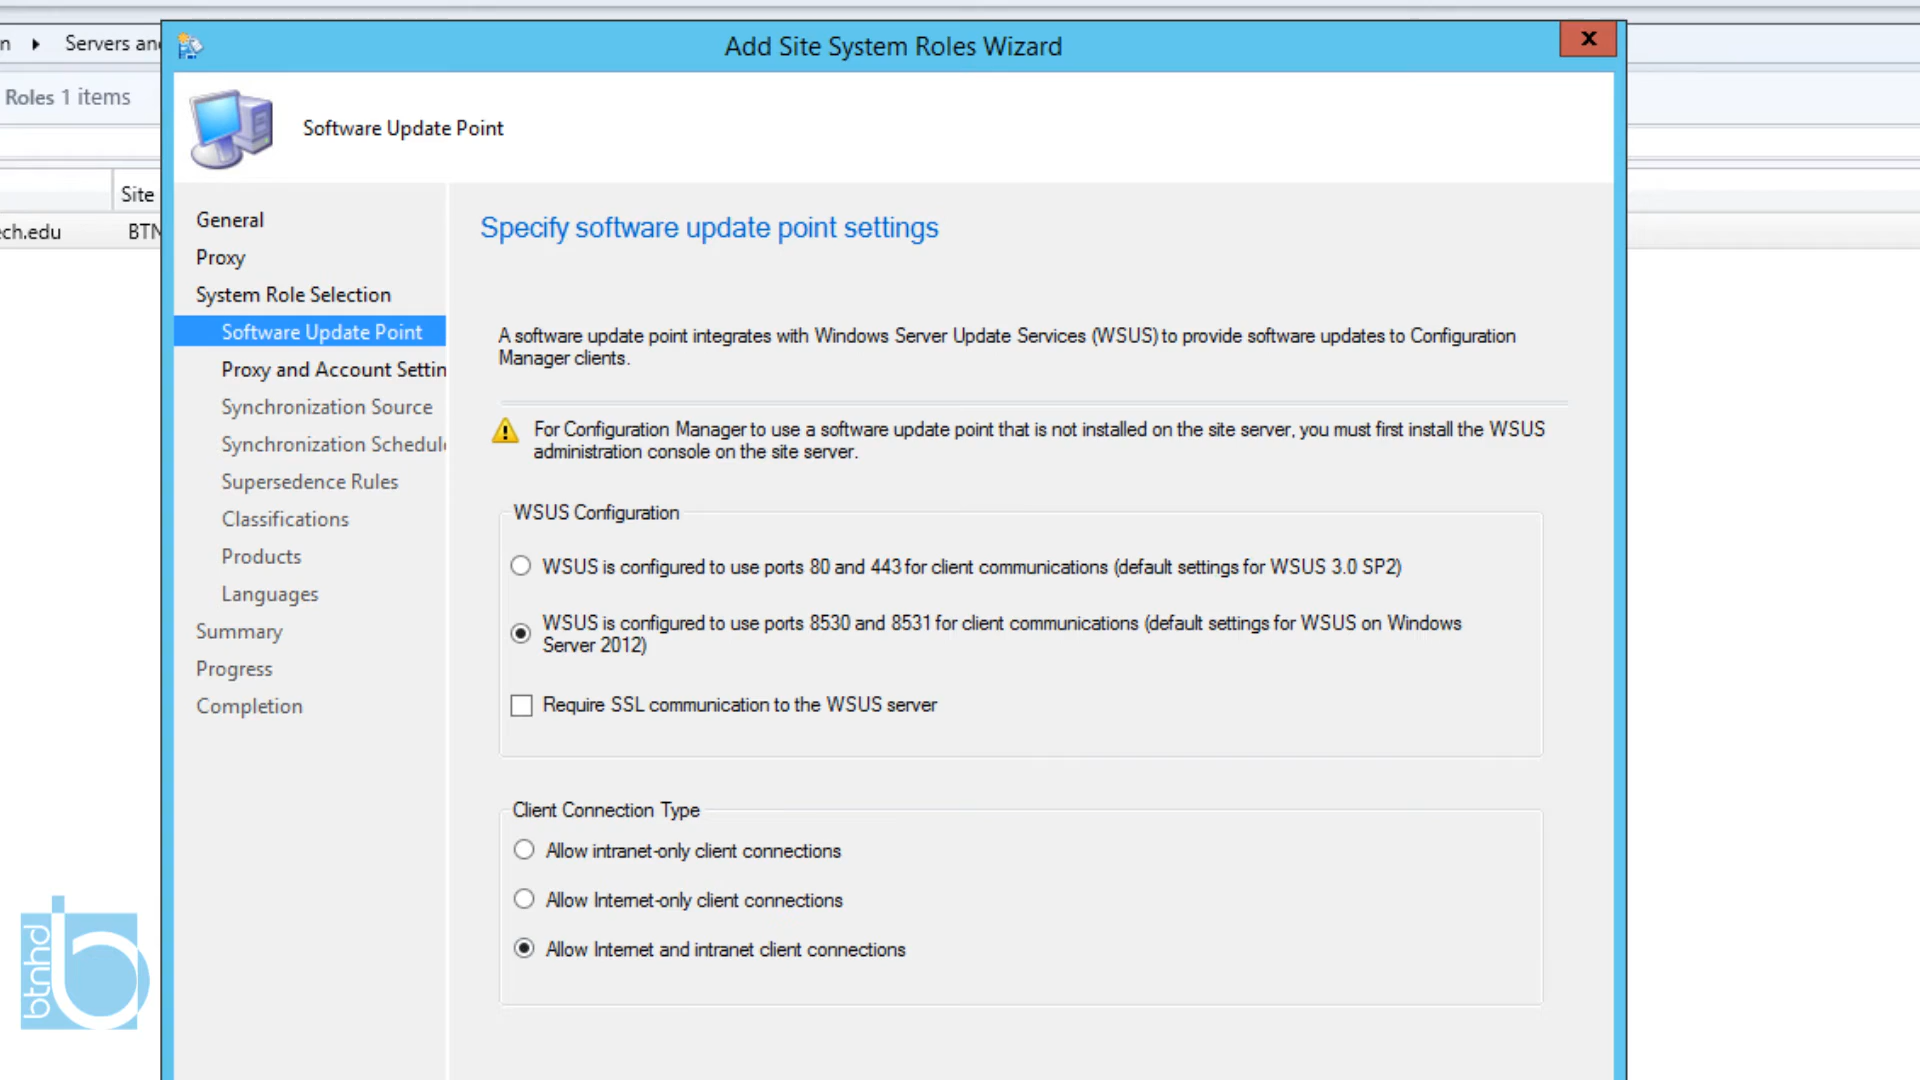 Add Site System Roles Wizard
X
n
Servers and
Roles 1 items
Site
ch.edu
BTN
Software Update Point
General
Proxy
System Role Selection
Software Update Point
Proxy and Account Settin
Synchronization Source
Synchronization Schedul
Supersedence Rules
Classifications
Products
Languages
Summary
Progress
Completion
Specify software update point settings
A software update point integrates with Windows Server Update Services (WSUS) to provide software updates to Configuration
Manager clients.
For Configuration Manager to use a software update point that is not installed on the site server, you must first install the WSUS
administration console on the site server.
WSUS Configuration
WSUS is configured to use ports 80 and 443 for client communications (default settings for WSUS 3.0 SP2)
WSUS is configured to use ports 8530 and 8531 for client communications (default settings for WSUS on Windows
Server 2012)
Require SSL communication to the WSUS server
Client Connection Type
Allow intranet-only client connections
Allow Internet-only client connections
Allow Internet and intranet client connections
btnhd
b